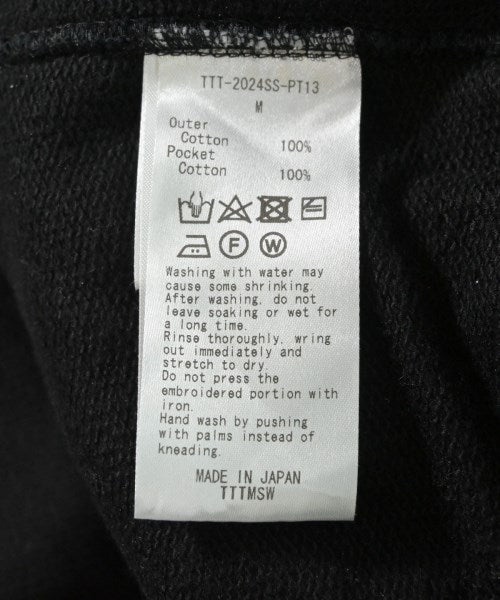 TTT-2024SS-PT13
M
Outer
Cotton 100%
Pocket
Cotton 100%
F W
Washing with water may
cause some shrinking.
After washing, do not
leave soaking or wet for
a long time.
Rinse thoroughly, wring
out immediately and
stretch to dry.
Do not press the
embroidered portion with
iron.
Hand wash by pushing
with palms instead of
kneading.
MADE IN JAPAN
TTTMSW